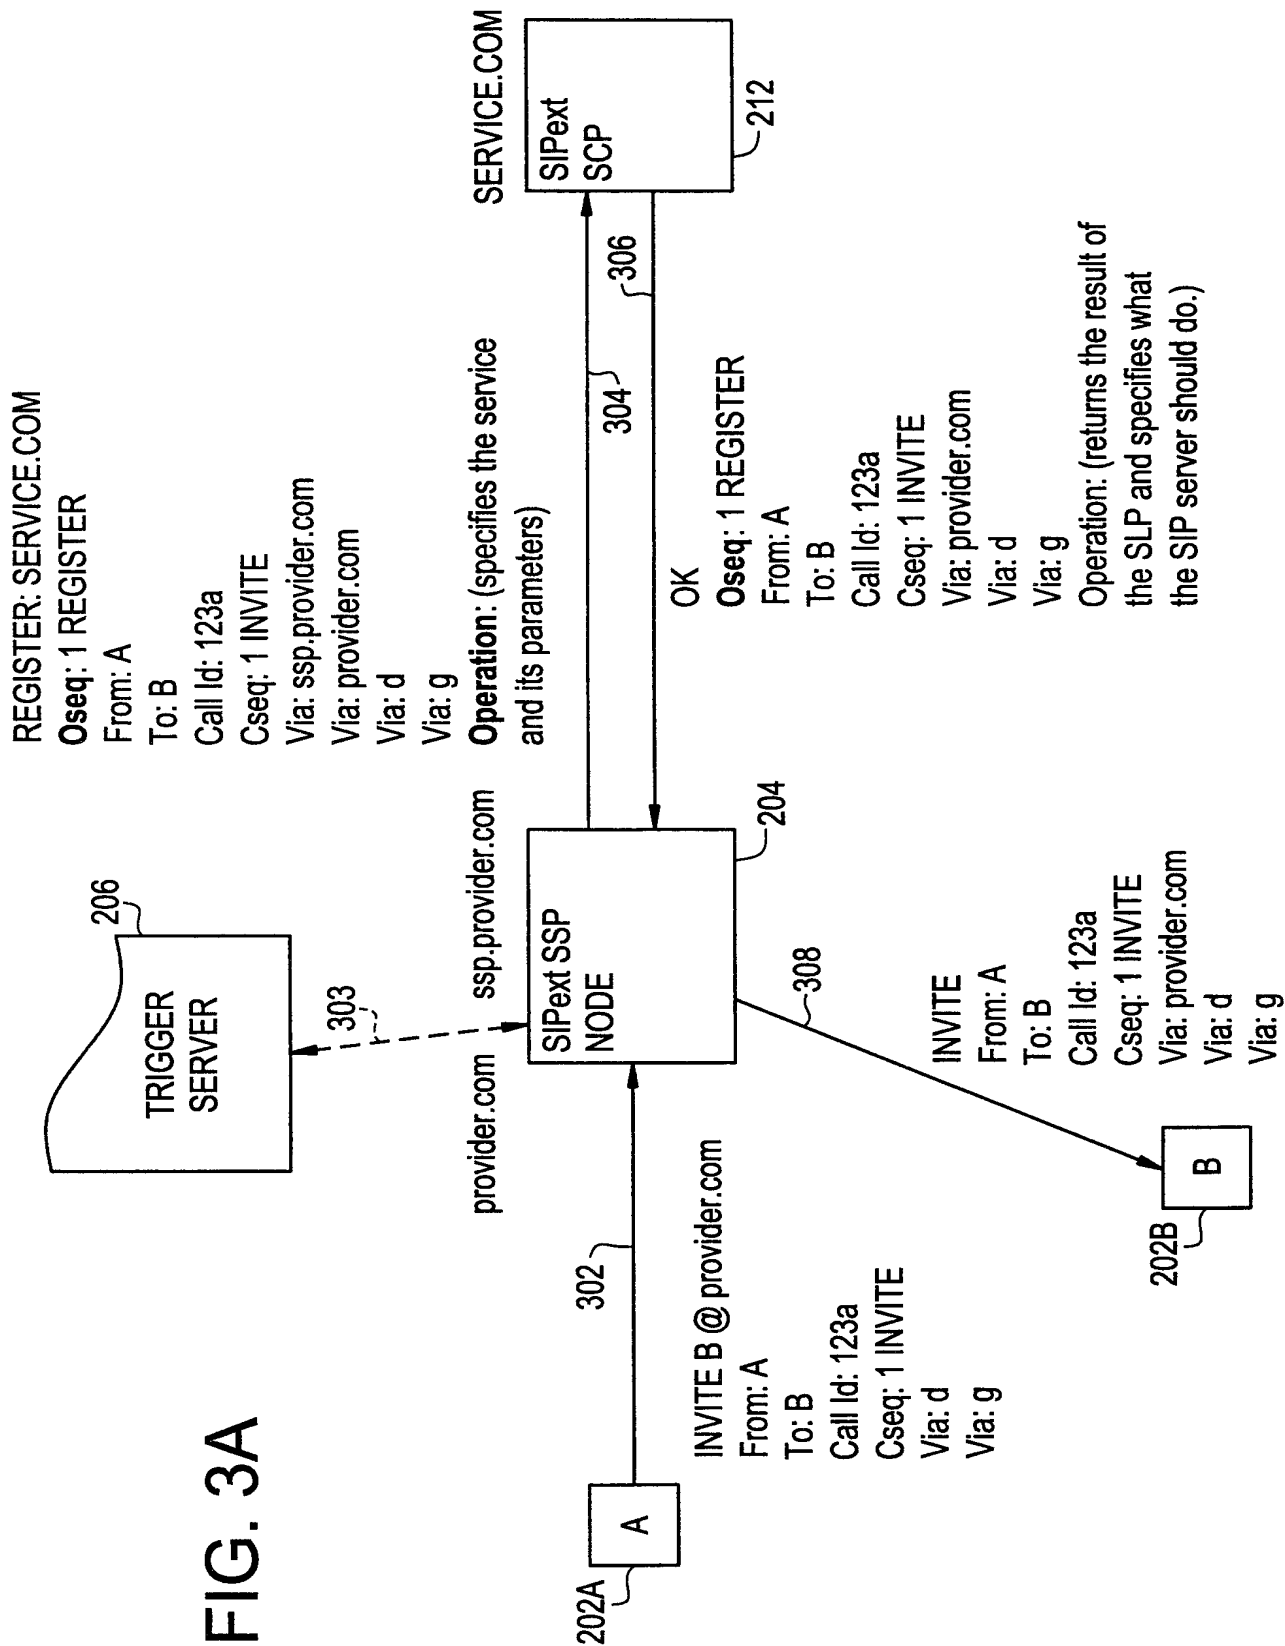 FIG. 3A
TRIGGER
SERVER
206
303
provider.com
ssp.provider.com
SIPext SSP
NODE
204
REGISTER: SERVICE.COM
Oseq: 1 REGISTER
From: A
To: B
Call Id: 123a
Cseq: 1 INVITE
Via: ssp.provider.com
Via: provider.com
Via: d
Via: g
Operation: (specifies the service
and its parameters)
304
306
SERVICE.COM
SIPext
SCP
212
OK
Oseq: 1 REGISTER
From: A
To: B
Call Id: 123a
Cseq: 1 INVITE
Via: provider.com
Via: d
Via: g
Operation: (returns the result of
the SLP and specifies what
the SIP server should do.)
A
202A
302
INVITE B @ provider.com
From: A
To: B
Call Id: 123a
Cseq: 1 INVITE
Via: d
Via: g
308
B
202B
INVITE
From: A
To: B
Call Id: 123a
Cseq: 1 INVITE
Via: provider.com
Via: d
Via: g